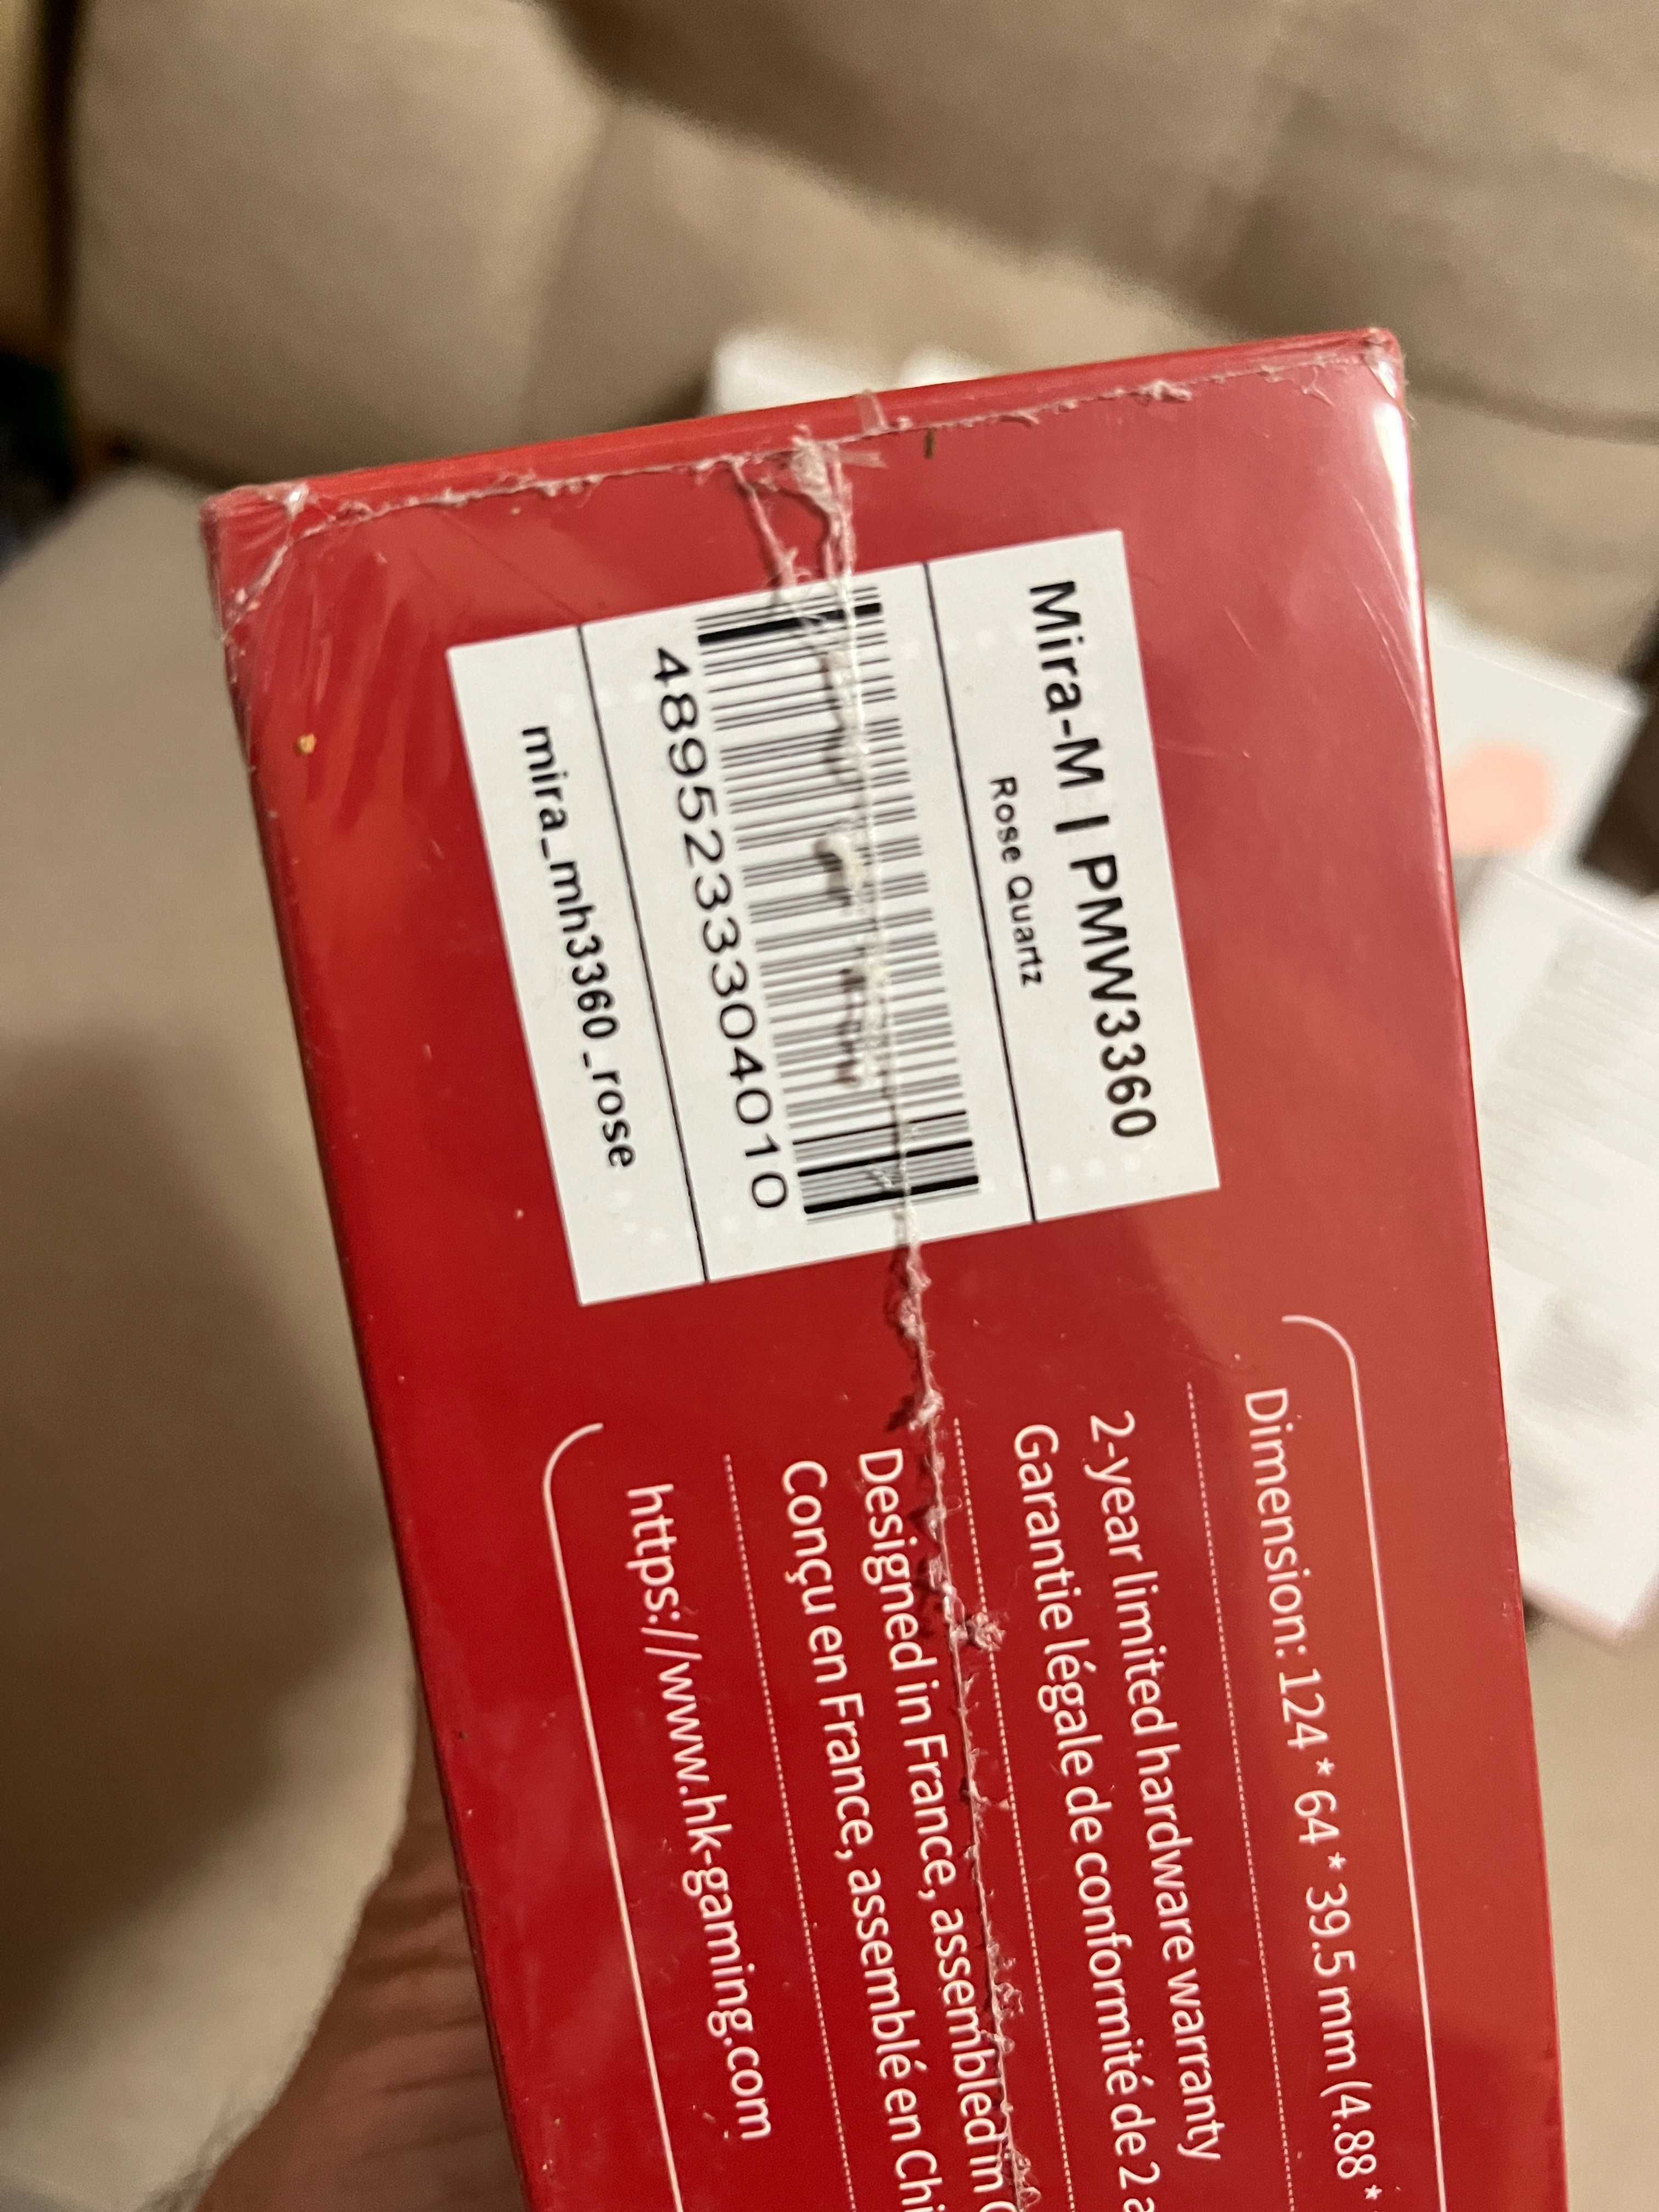 Mira-M | PMW3360
Rose Quartz
4895233304010
mira_mh3360_rose
Dimension: 124 * 64 * 39.5 mm (4.88 *
2-year limited hardware warranty
Garantie légale de conformité de 2
Designed in France, assembled in
Conçu en France, assemblé en
https://www.hk-gaming.com